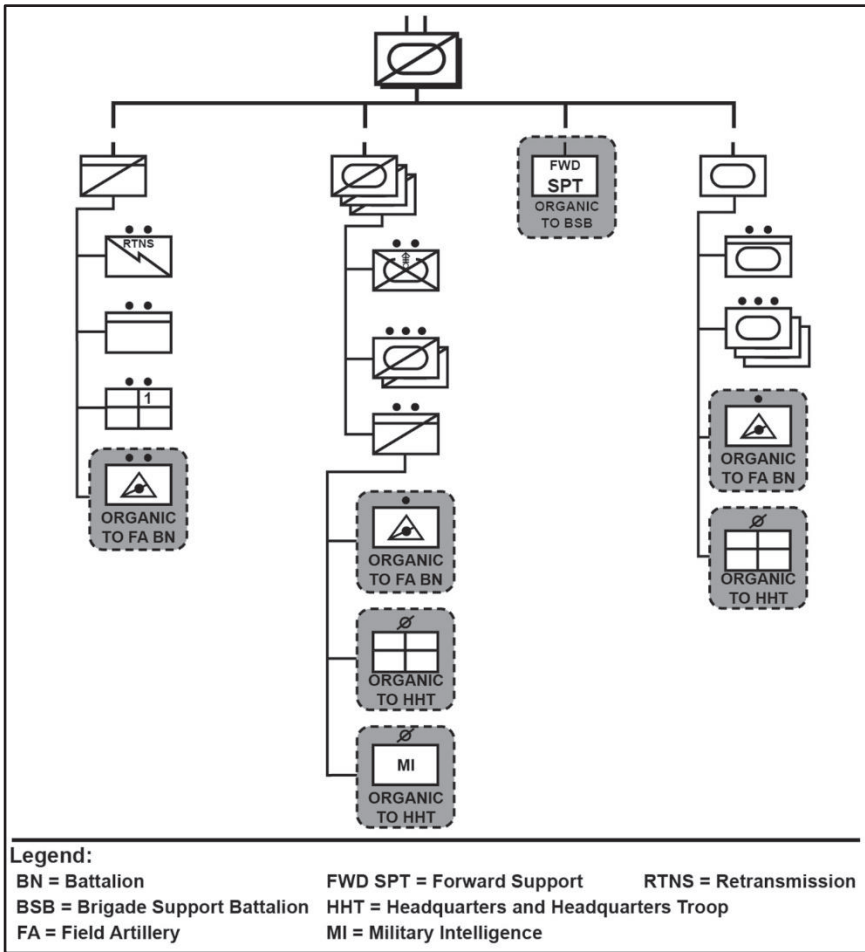 FWD
SPT
ORGANIC
TO BSB
RTNS
1
ORGANIC
TO FA BN
ORGANIC
TO FA BN
ORGANIC
TO HHT
MI
ORGANIC
TO HHT
ORGANIC
TO FA BN
ORGANIC
TO HHT
Legend:
BN = Battalion FWD SPT = Forward Support RTNS = Retransmission
BSB = Brigade Support Battalion HHT = Headquarters and Headquarters Troop
FA = Field Artillery MI = Military Intelligence